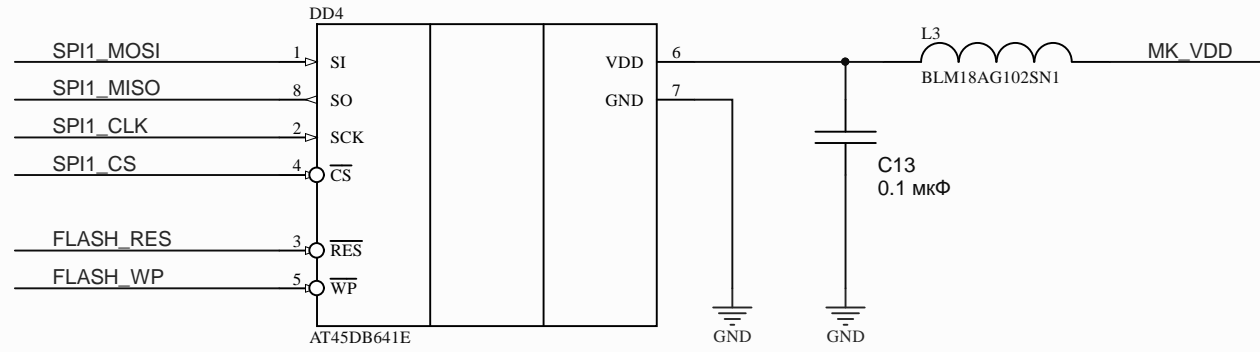 DD4
SPI1_MOSI
1
SI
VDD
6
L3
BLM18AG102SN1
MK_VDD
SPI1_MISO
8
SO
GND
7
SPI1_CLK
2
SCK
SPI1_CS
4
CS
C13
0.1 мкФ
FLASH_RES
3
RES
FLASH_WP
5
WP
AT45DB641E
GND
GND